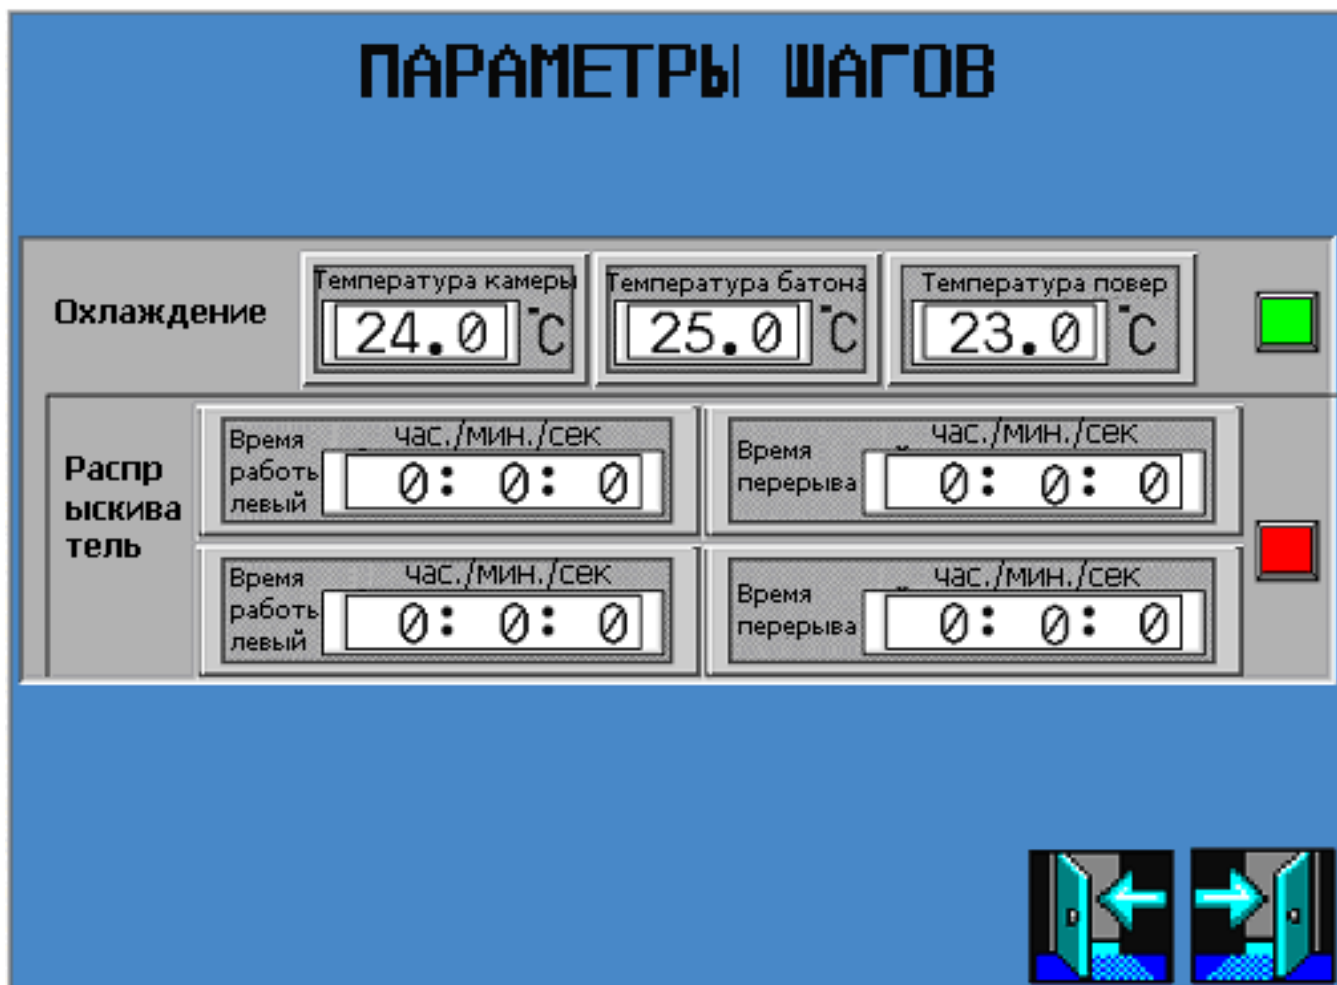 ПАРАМЕТРЫ ШАГОВ
Охлаждение
Температура камеры
24.0 °C
Температура батона
25.0 °C
Температура повер
23.0 °C
Распр
ыскива
тель
Время
работь
левый
час./мин./сек
0: 0: 0
Время
перерыва
час./мин./сек
0: 0: 0
Время
работь
левый
час./мин./сек
0: 0: 0
Время
перерыва
час./мин./сек
0: 0: 0